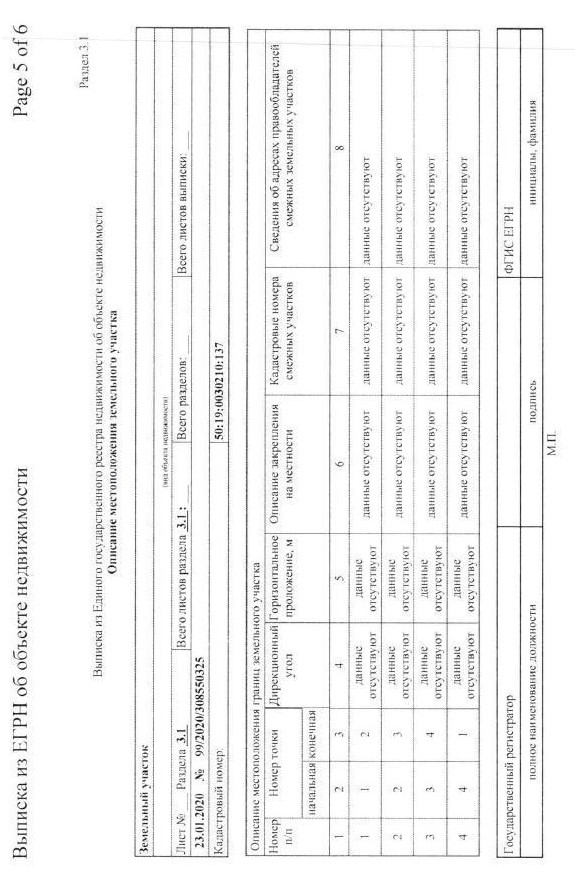 Выписка из ЕГРН об объекте недвижимости Page 5 of 6
Раздел 3.1
Выписка из Единого государственного реестра недвижимости об объекте недвижимости
Описание местоположения земельного участка
Земельный участок
(вид объекта недвижимости)
Лист № ___ Раздела 3.1 Всего листов раздела 3.1 : ___ Всего разделов: ___ Всего листов выписки: ___
23.01.2020 № 99/2020/308550325
Кадастровый номер: 50:19:0030210:137
Описание местоположения границ земельного участка
Номер п/п Номер точки Дирекционный угол Горизонтальное проложение, м Описание закрепления на местности Кадастровые номера смежных участков Сведения об адресах правообладателей смежных земельных участков
начальная конечная
1 2 3 4 5 6 7 8
1 1 2 данные отсутствуют данные отсутствуют данные отсутствуют данные отсутствуют данные отсутствуют
2 2 3 данные отсутствуют данные отсутствуют данные отсутствуют данные отсутствуют данные отсутствуют
3 3 4 данные отсутствуют данные отсутствуют данные отсутствуют данные отсутствуют данные отсутствуют
4 4 1 данные отсутствуют данные отсутствуют данные отсутствуют данные отсутствуют данные отсутствуют
Государственный регистратор ФГИС ЕГРН
полное наименование должности подпись инициалы, фамилия
М.П.